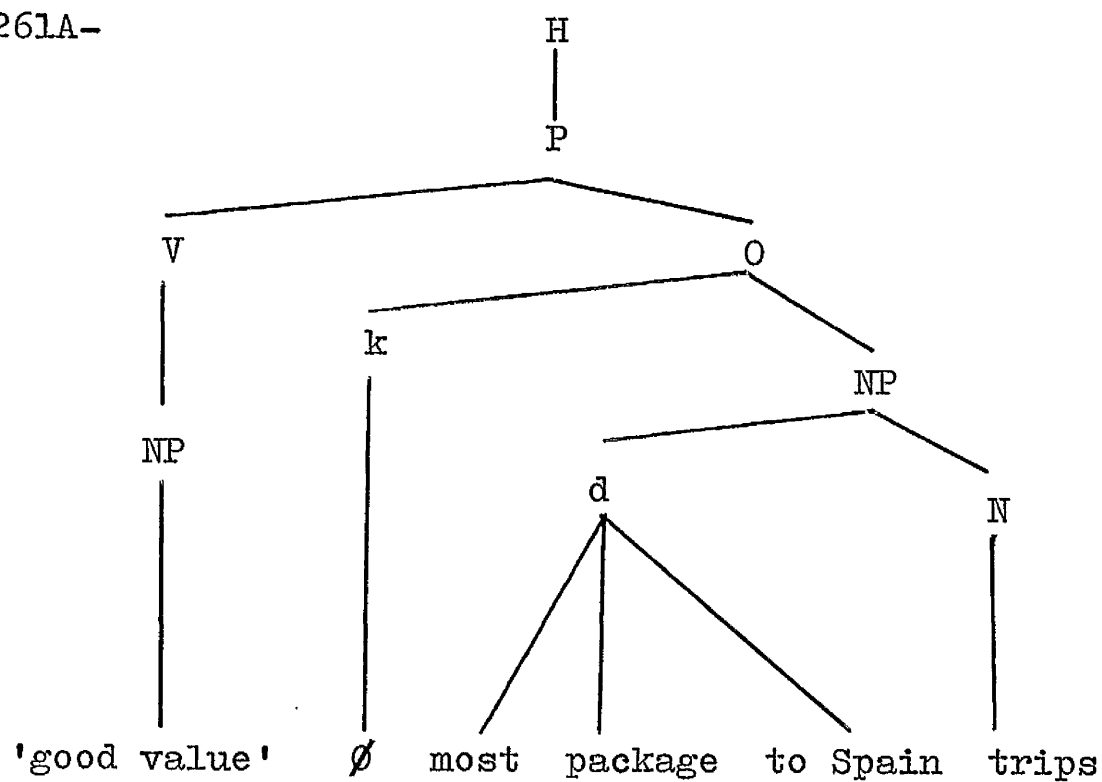 261A-
H
P
V
O
k
NP
NP
d
N
'good value' Ø most package to Spain trips